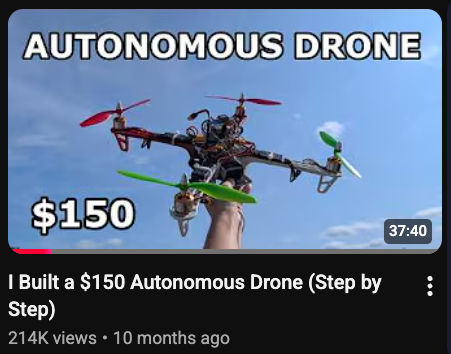 AUTONOMOUS DRONE
$150
37:40
I Built a $150 Autonomous Drone (Step by
Step)
214K views • 10 months ago